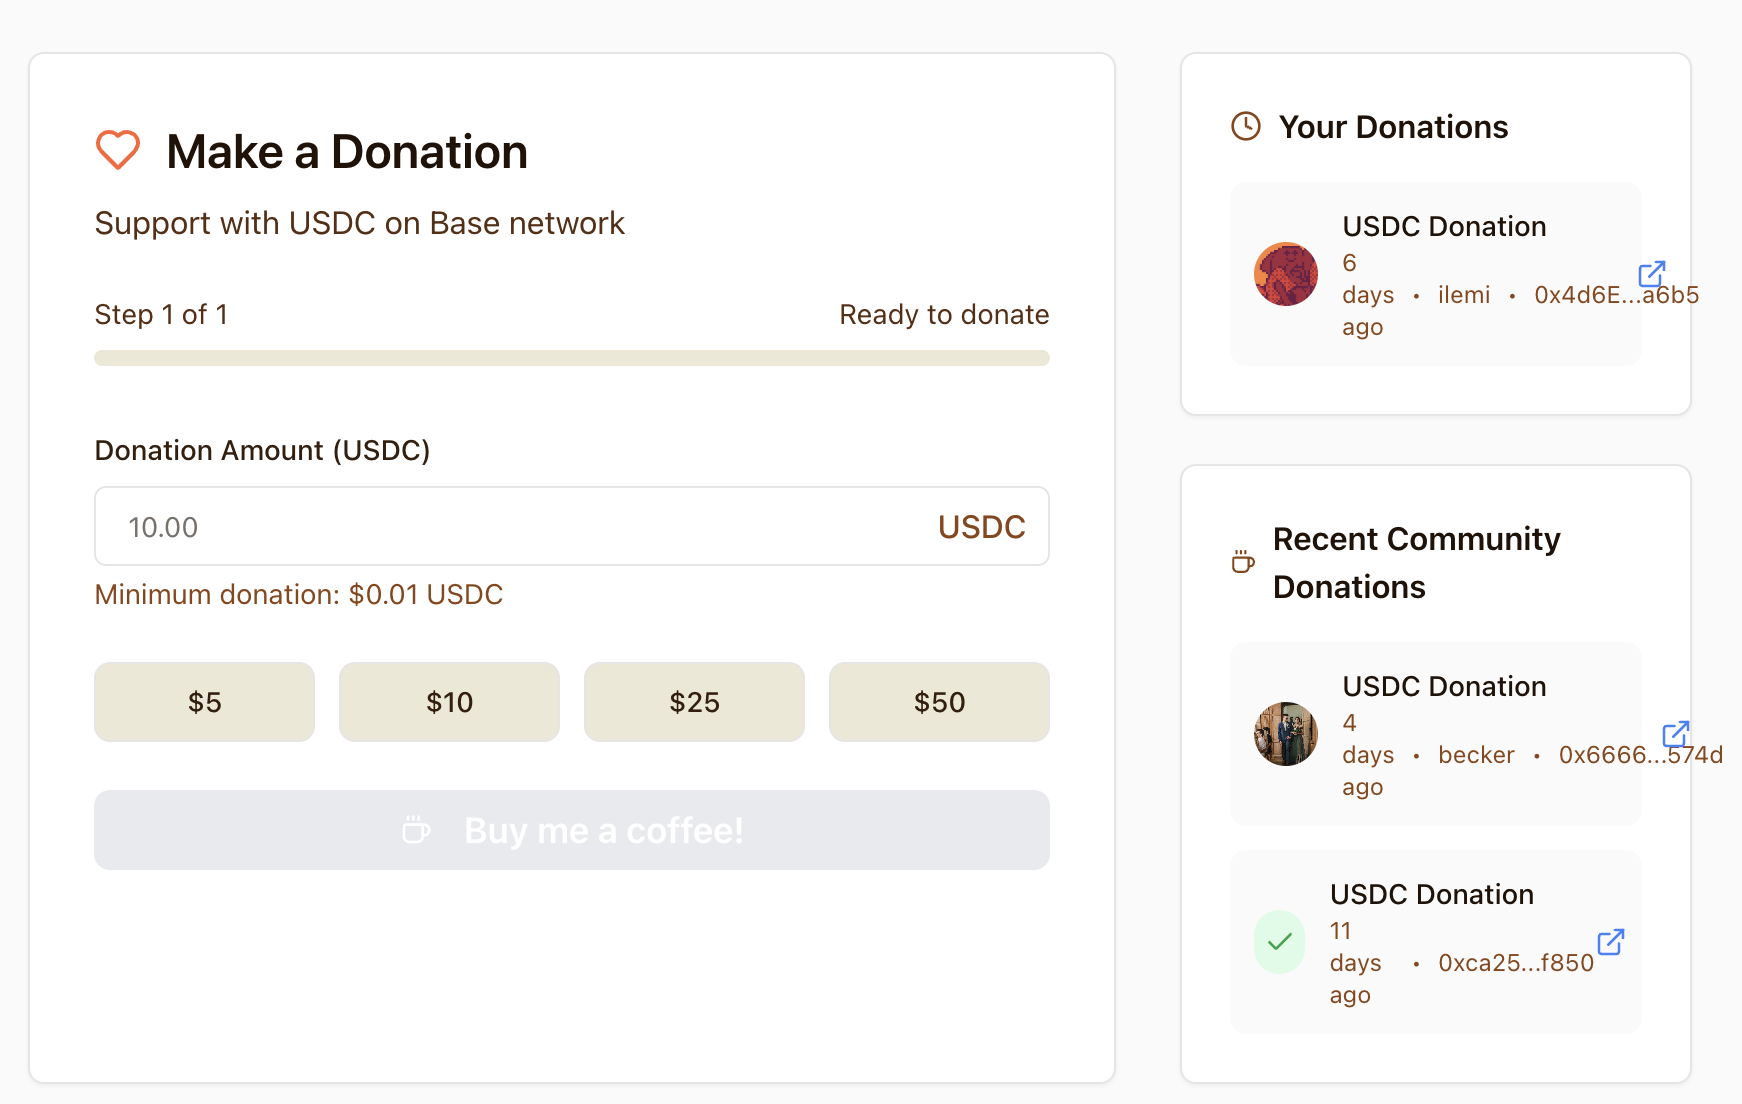 Make a Donation
Support with USDC on Base network
Step 1 of 1
Ready to donate
Donation Amount (USDC)
10.00
USDC
Minimum donation: $0.01 USDC
$5
$10
$25
$50
Buy me a coffee!
Your Donations
USDC Donation
6
days • ilemi • 0x4d6E...a6b5
ago
Recent Community
Donations
USDC Donation
4
days • becker • 0x6666...574d
ago
USDC Donation
11
days • 0xca25...f850
ago